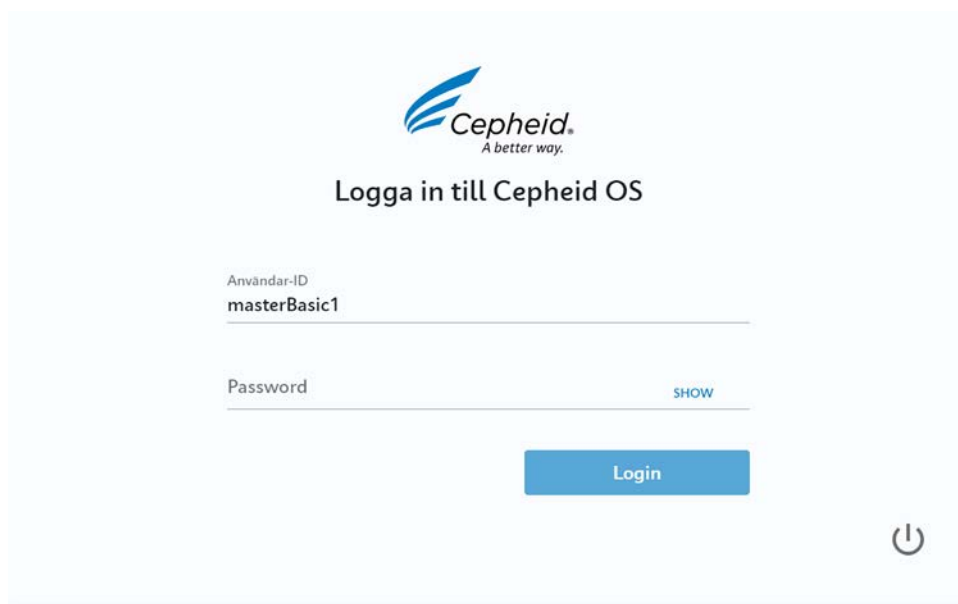 Cepheid.
A better way.
Logga in till Cepheid OS
Användar-ID
masterBasic1
Password SHOW
Login